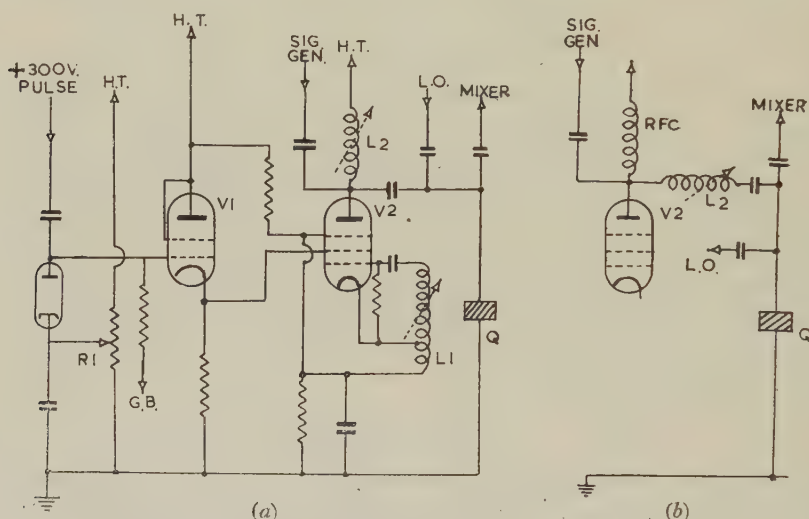 H.T.
+300V.
PULSE
H.T.
SIG.
GEN.
H.T.
L.O.
MIXER
L2
V1
V2
R1
G.B.
L1
Q
(a)
SIG.
GEN
RFC
MIXER
V2
L2
L.O.
Q
(b)